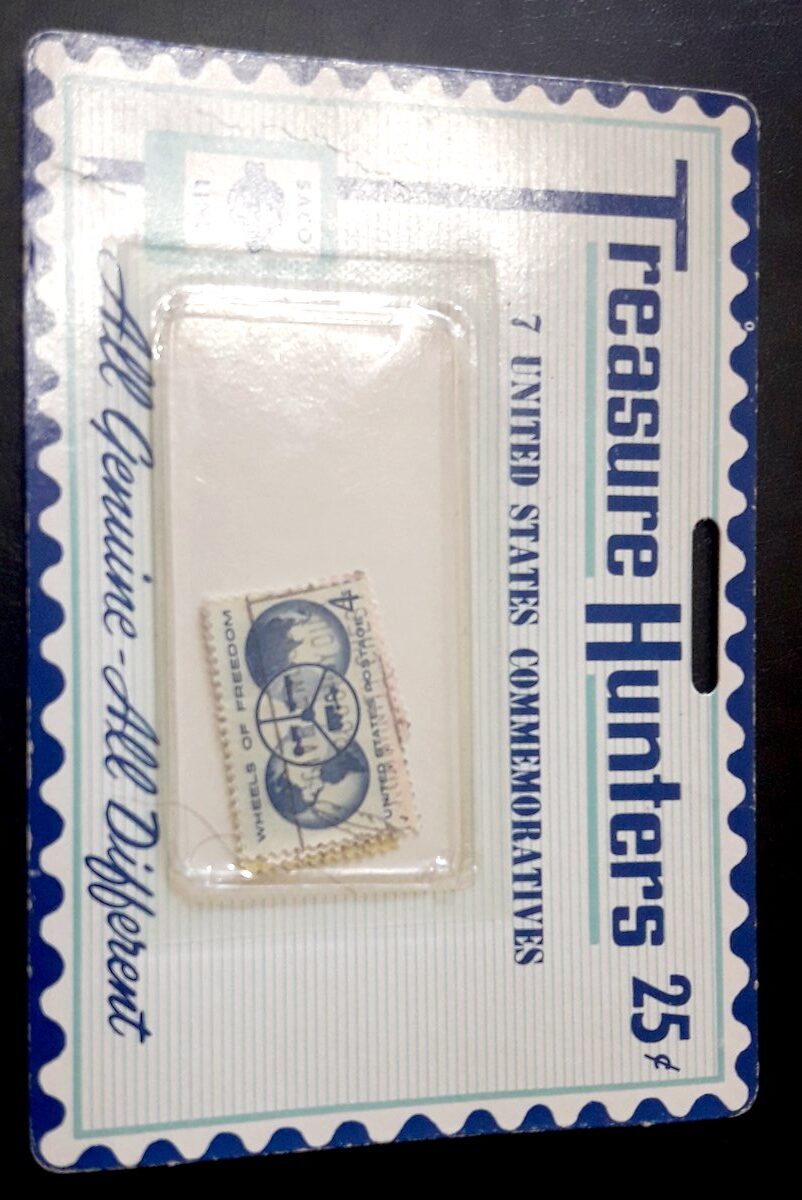 Treasure Hunters 25¢
7 UNITED STATES COMMEMORATIVES
UNITED STATES POSTAGE 4¢
WHEELS OF FREEDOM
All Genuine - All Different